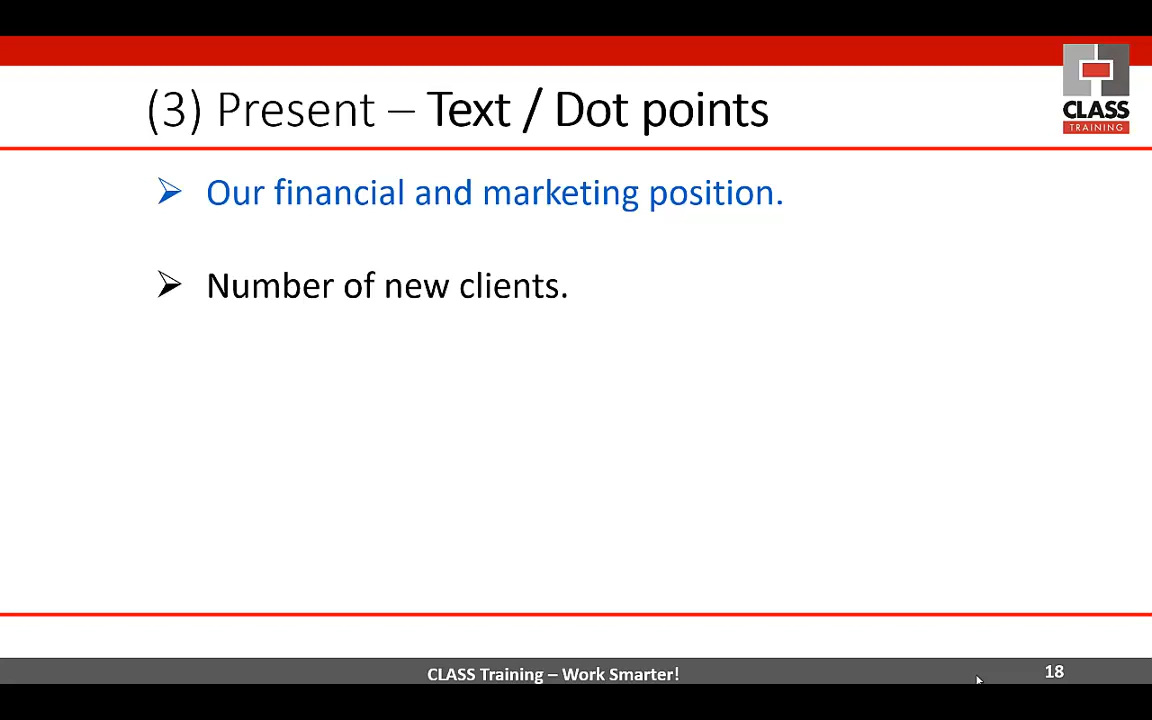 (3) Present – Text / Dot points
CLASS
TRAINING
➢ Our financial and marketing position.
➢ Number of new clients.
CLASS Training – Work Smarter!
18